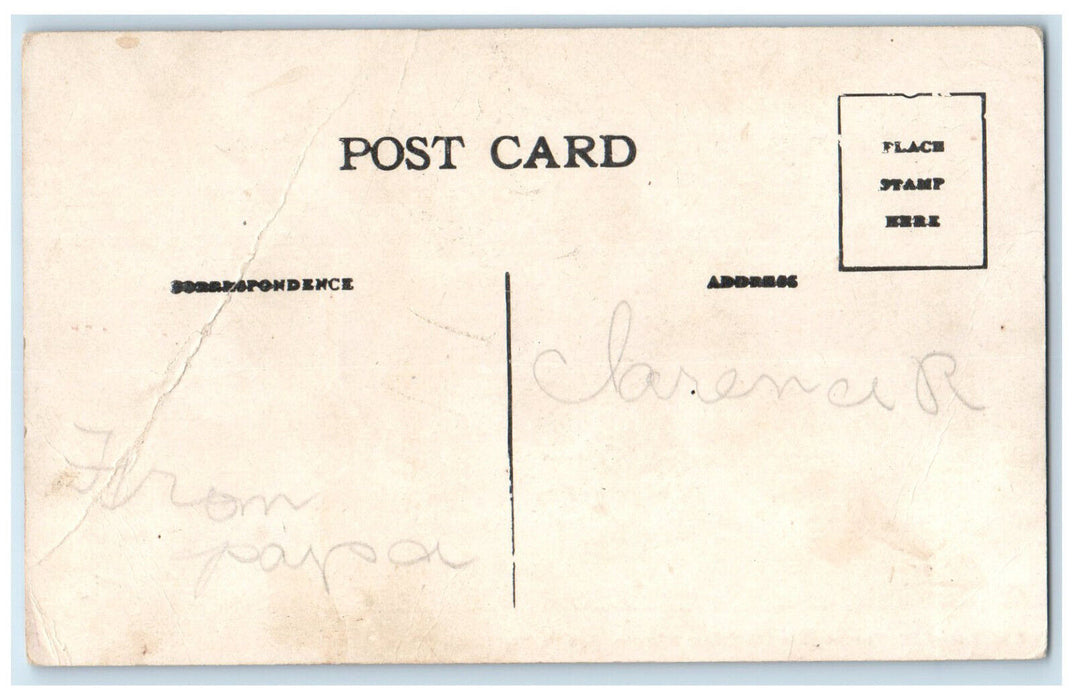 POST CARD
PLACE
STAMP
HERE
CORRESPONDENCE
ADDRESS
Clarence R
From
papa